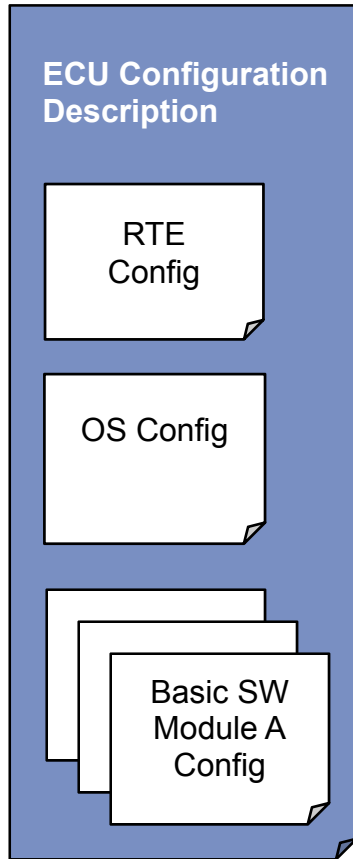 ECU Configuration
Description
RTE
Config
OS Config
Basic SW
Module A
Config